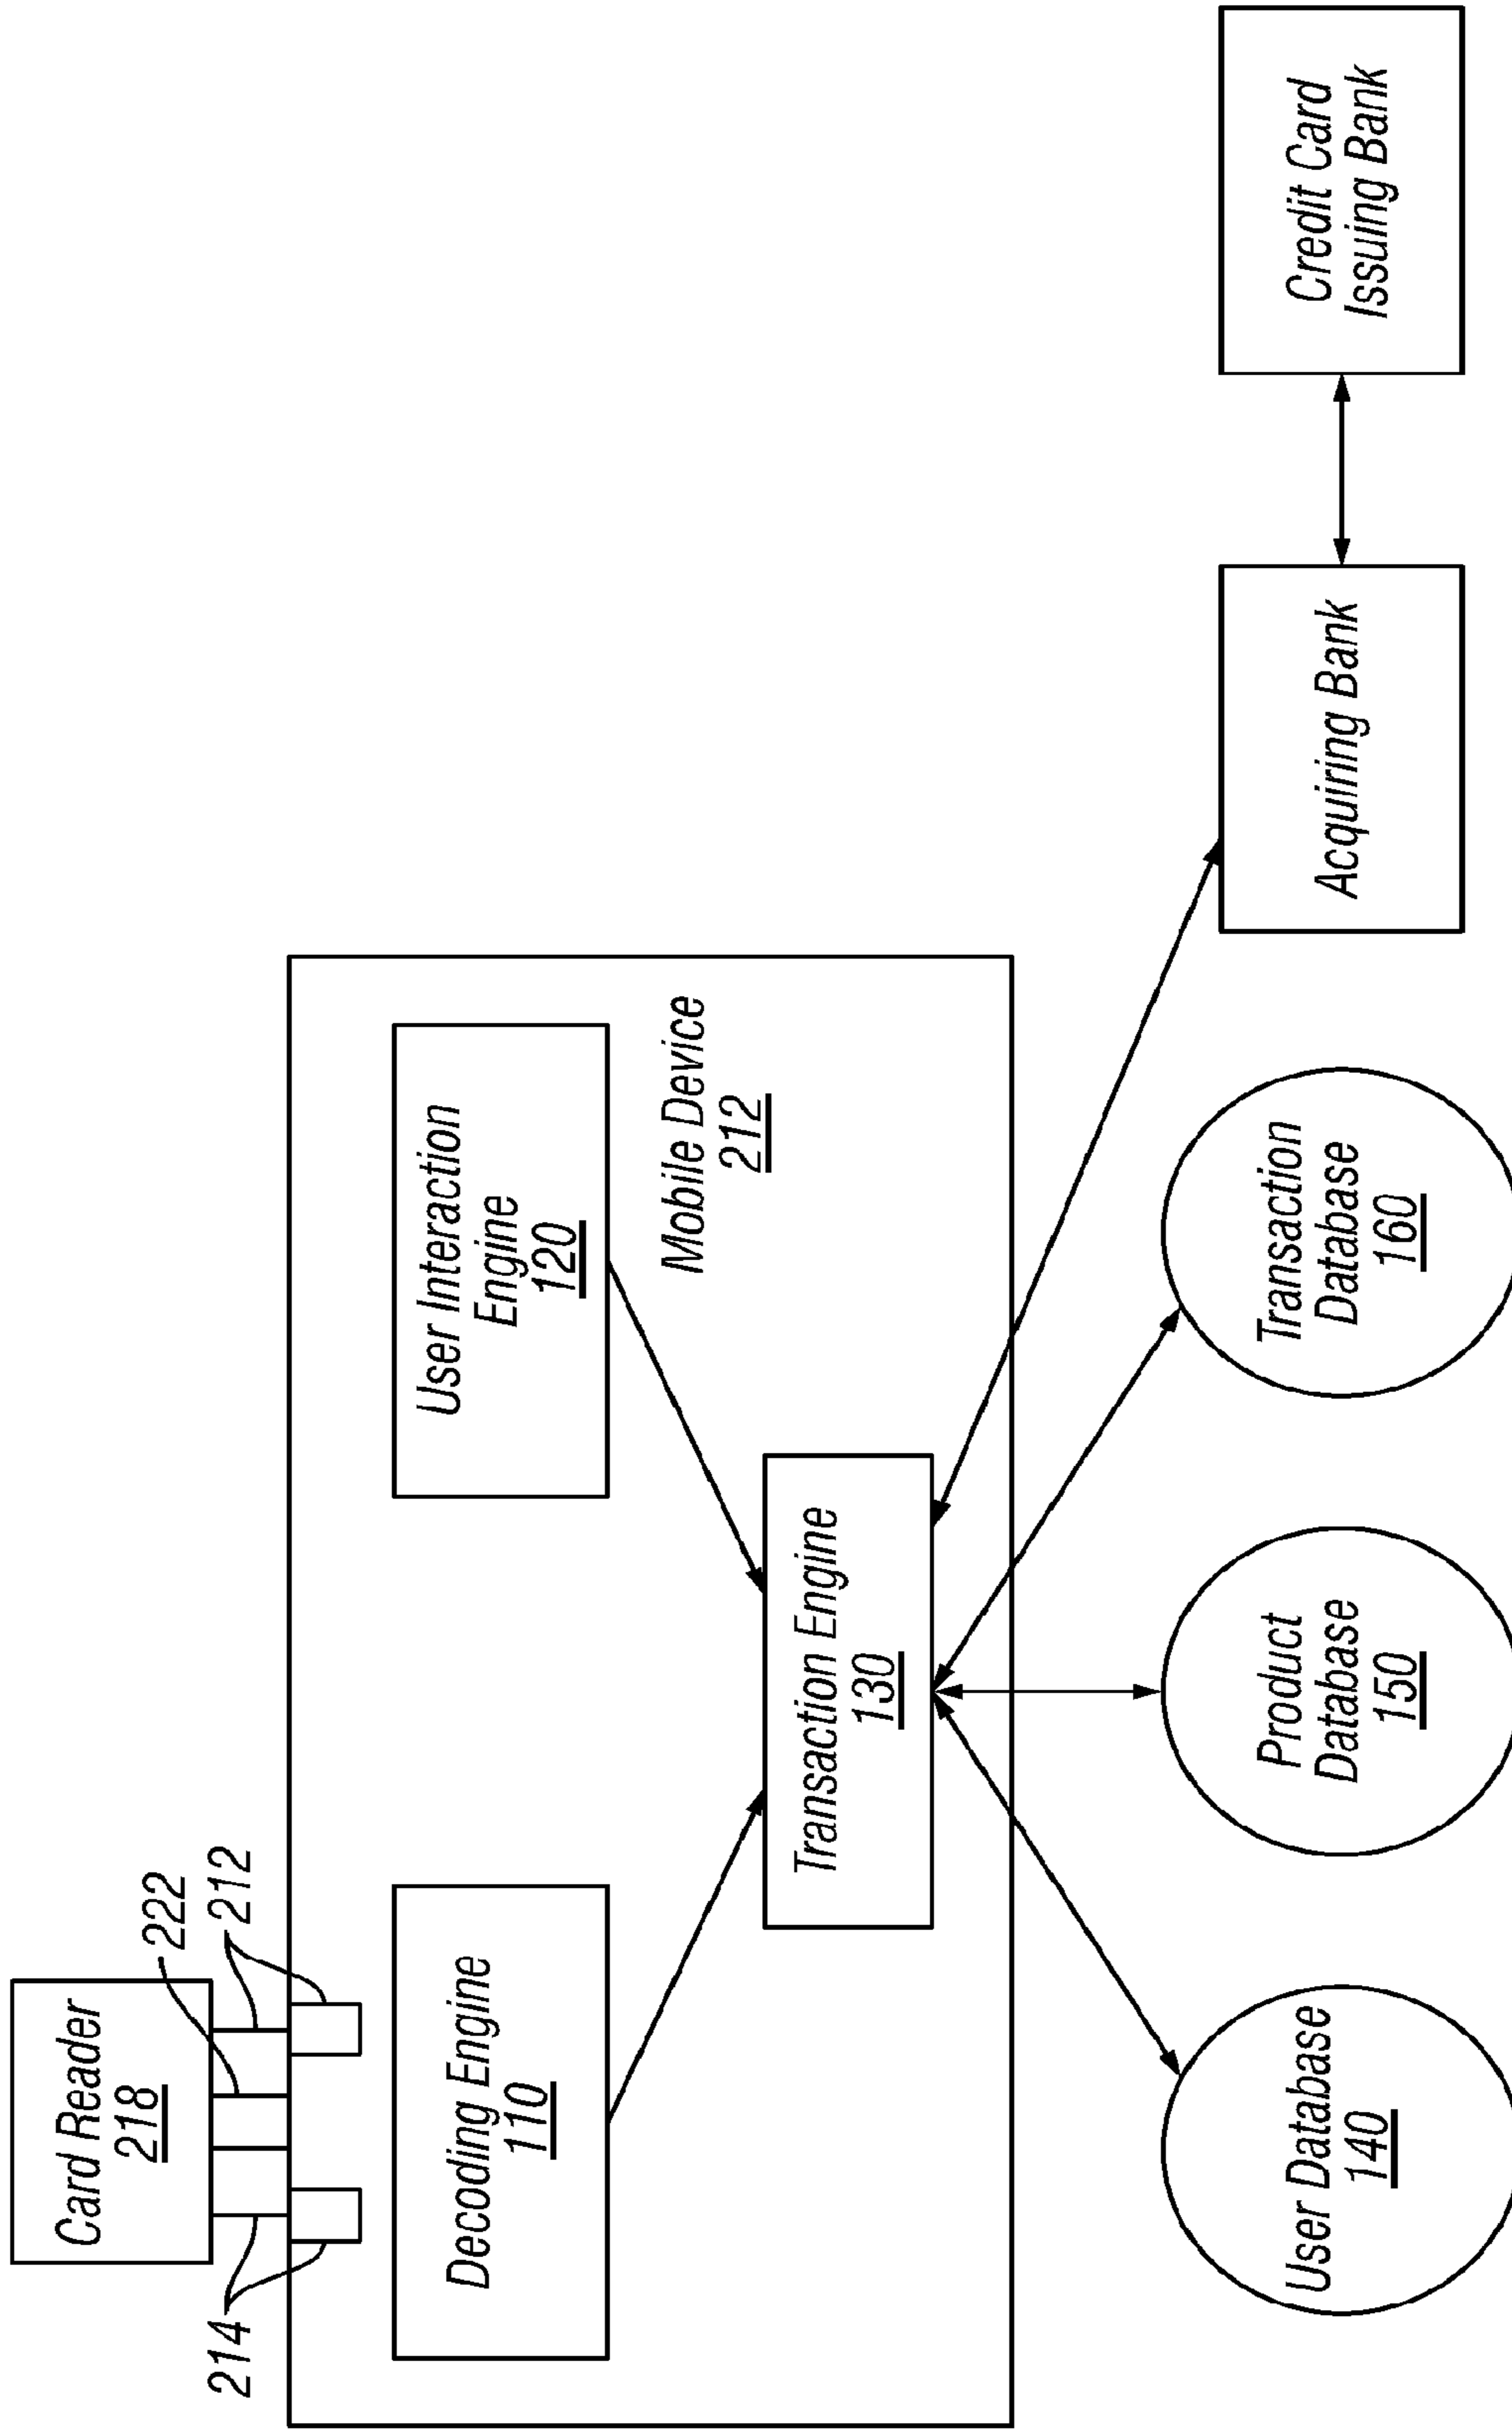 Card Reader
218
222
212
214
Decoding Engine
110
User Interaction
Engine
120
Mobile Device
212
Transaction Engine
130
User Database
140
Product
Database
150
Transaction
Database
160
Acquiring Bank
Credit Card
Issuing Bank